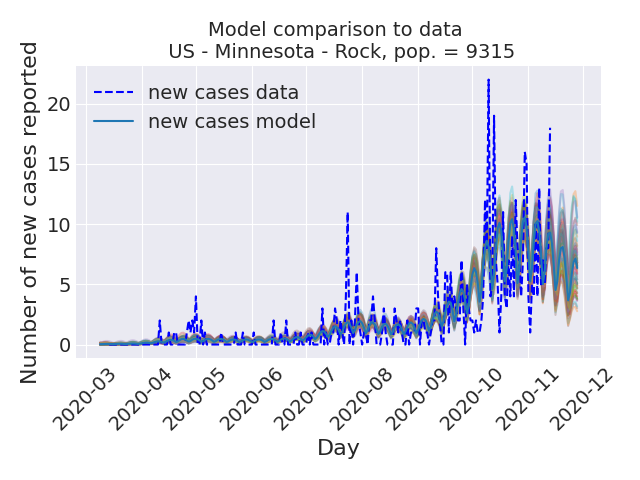 Model comparison to data
US - Minnesota - Rock, pop. = 9315
new cases data
new cases model
Number of new cases reported
20
15
10
5
0
2020-03
2020-04
2020-05
2020-06
2020-07
2020-08
2020-09
2020-10
2020-11
2020-12
Day